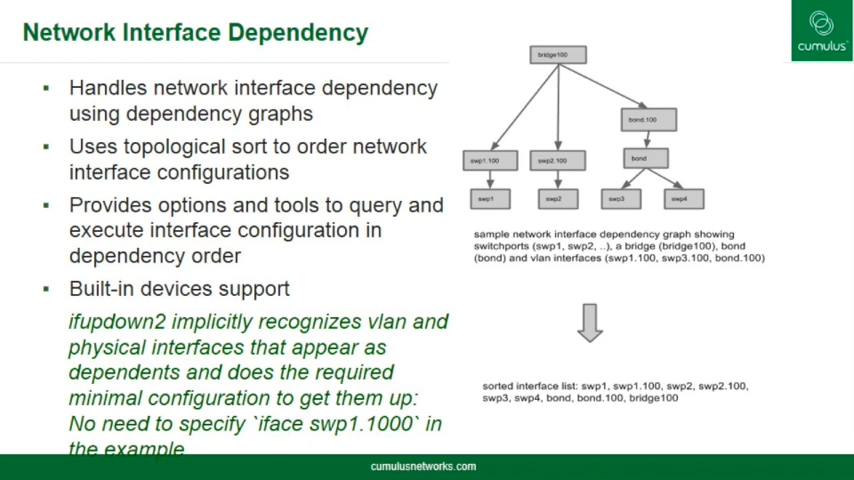 Network Interface Dependency
cumulus
Handles network interface dependency
using dependency graphs
Uses topological sort to order network
interface configurations
Provides options and tools to query and
execute interface configuration in
dependency order
Built-in devices support
ifupdown2 implicitly recognizes vlan and
physical interfaces that appear as
dependents and does the required
minimal configuration to get them up:
No need to specify `iface swp1.1000` in
the example
bridge100
bond.100
swp1.100
swp2.100
bond
swp1
swp2
swp3
swp4
sample network interface dependency graph showing
switchports (swp1, swp2, ..), a bridge (bridge100), bond
(bond) and vlan interfaces (swp1.100, swp3.100, bond.100)
sorted interface list: swp1, swp1.100, swp2, swp2.100,
swp3, swp4, bond, bond.100, bridge100
cumulusnetworks.com